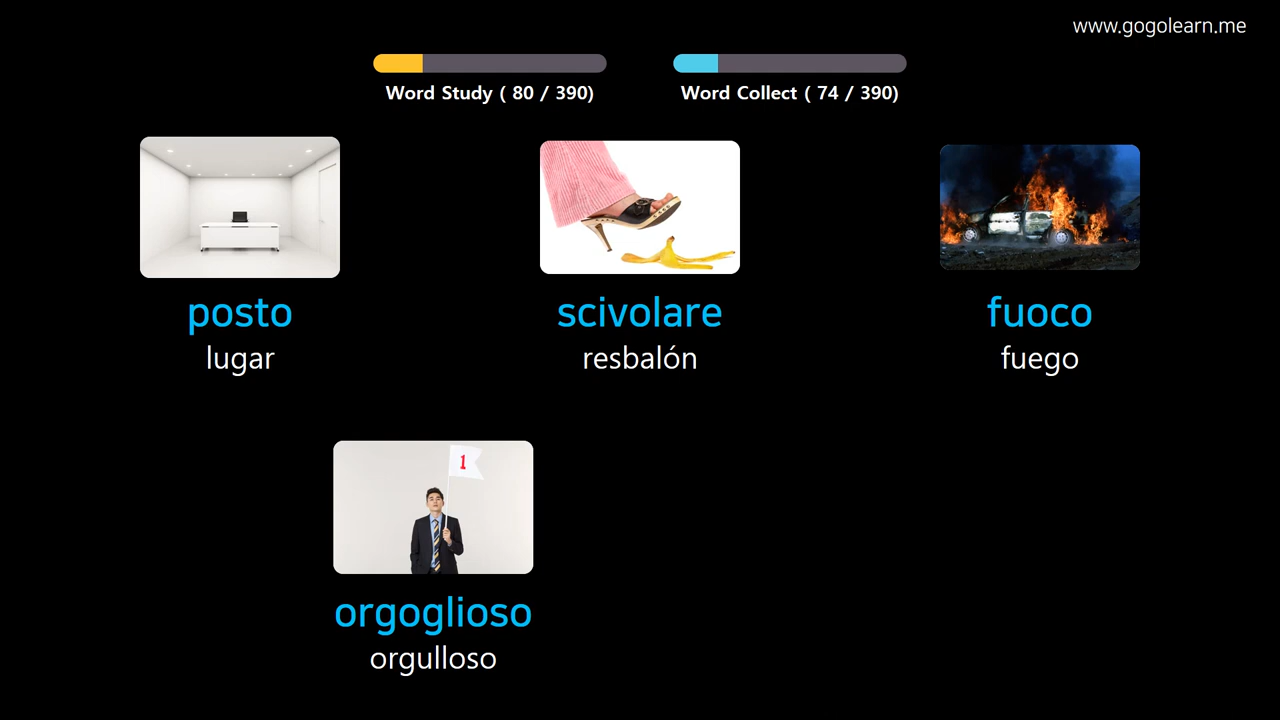 www.gogolearn.me
Word Study ( 80 / 390)
Word Collect ( 74 / 390)
posto
lugar
scivolare
resbalón
fuoco
fuego
1
orgoglioso
orgulloso